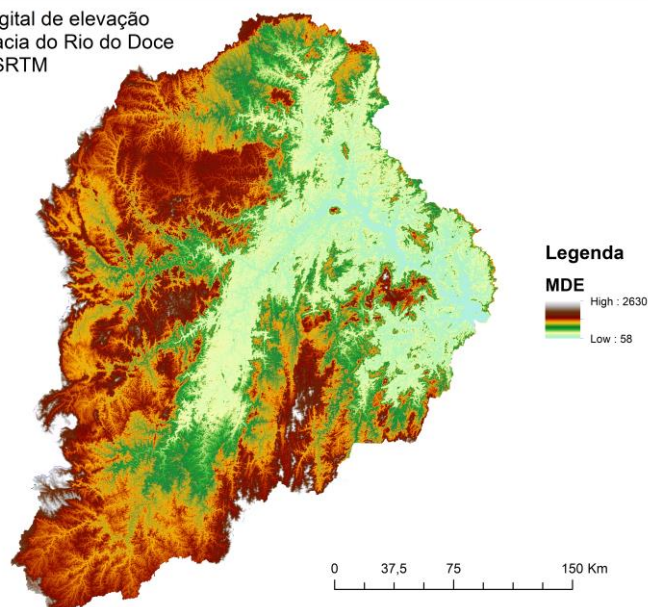 gital de elevação
acia do Rio do Doce
SRTM
Legenda
MDE
High : 2630
Low : 58
0 37,5 75 150 Km